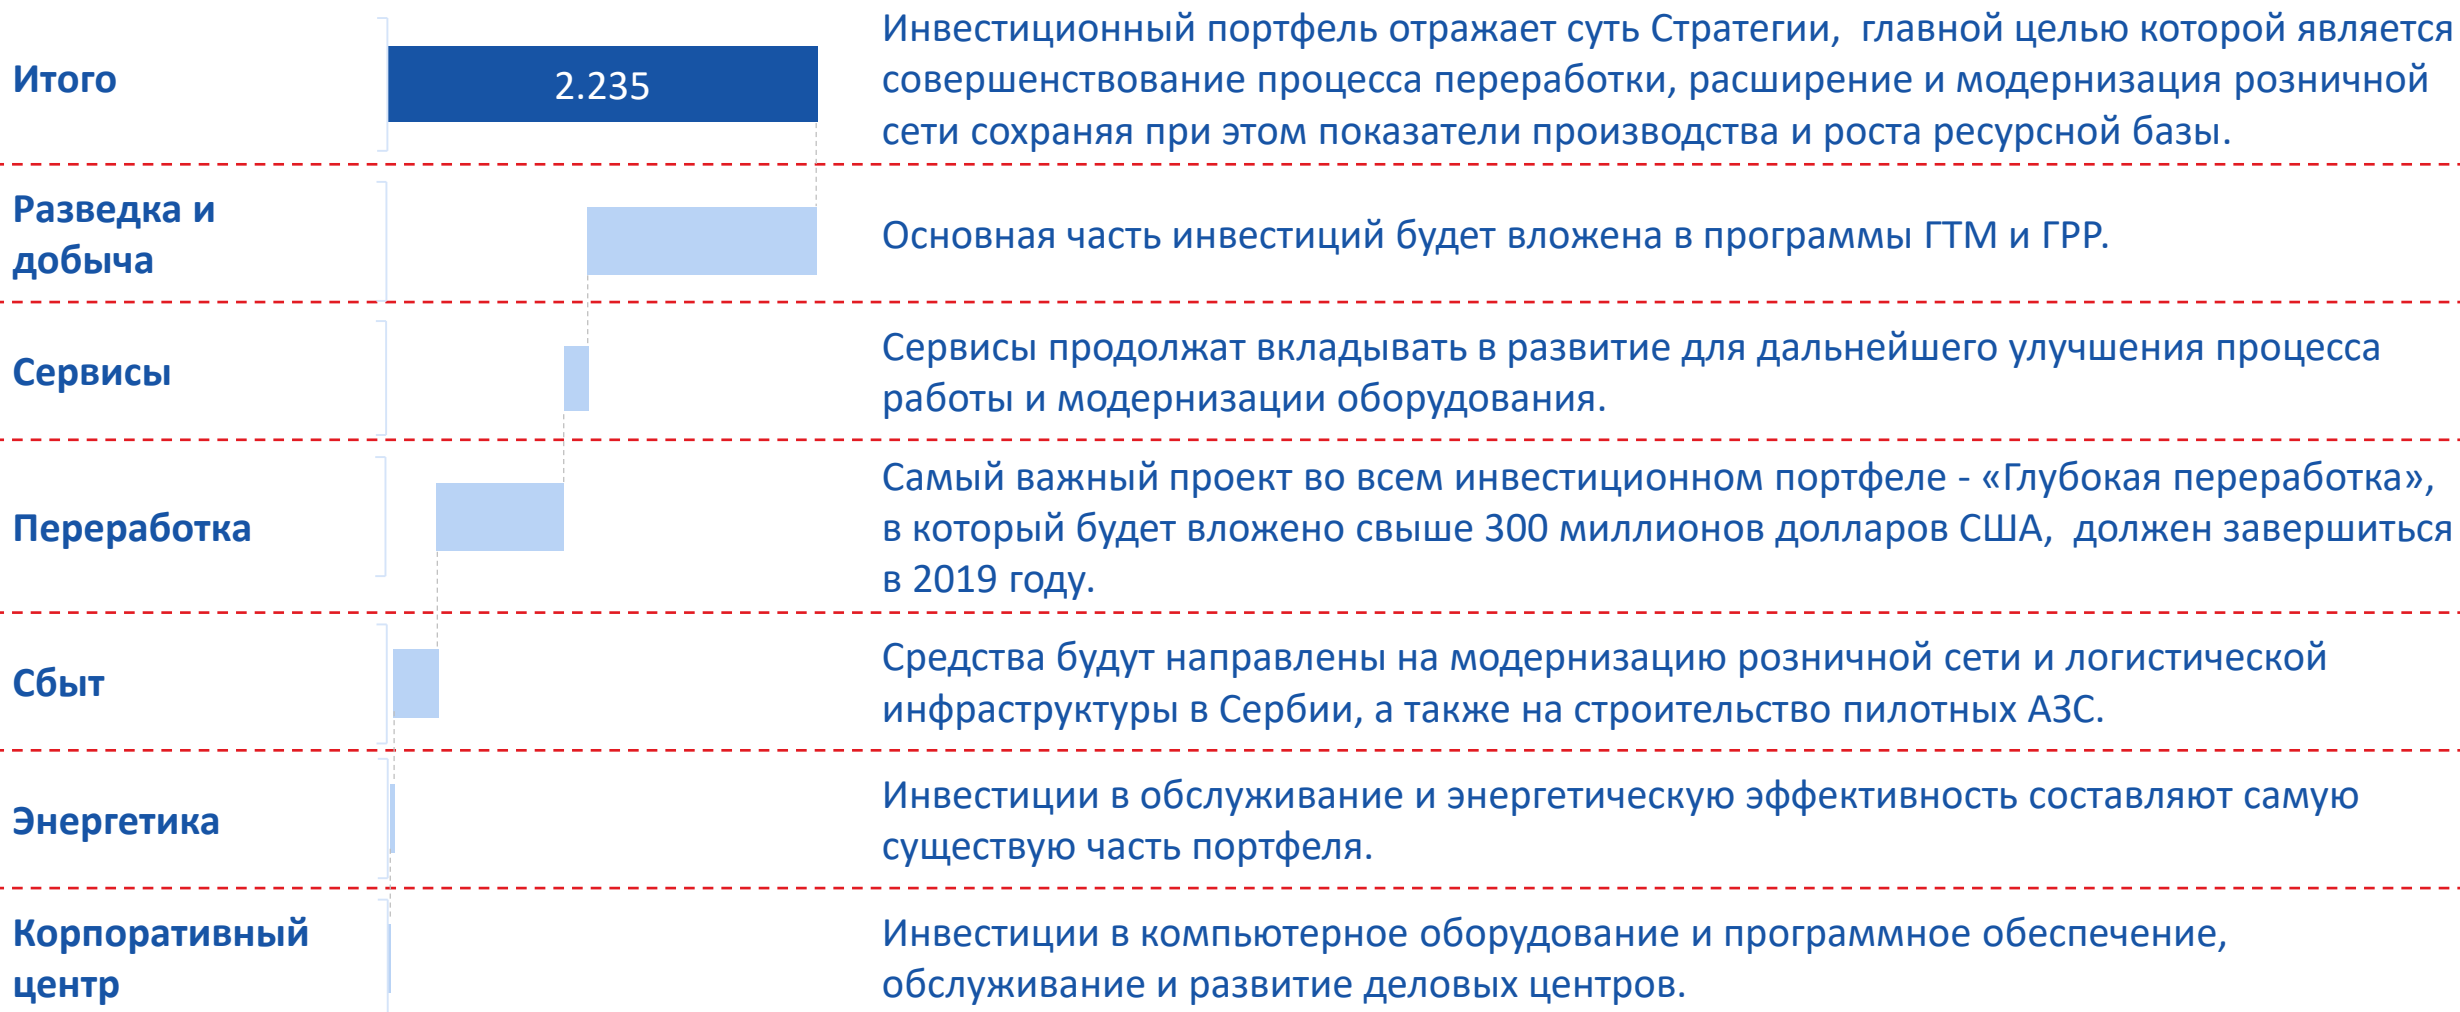 Итого
2.235
Инвестиционный портфель отражает суть Стратегии, главной целью которой является
совершенствование процесса переработки, расширение и модернизация розничной
сети сохраняя при этом показатели производства и роста ресурсной базы.
Разведка и
добыча
Основная часть инвестиций будет вложена в программы ГТМ и ГРР.
Сервисы
Сервисы продолжат вкладывать в развитие для дальнейшего улучшения процесса
работы и модернизации оборудования.
Переработка
Самый важный проект во всем инвестиционном портфеле - «Глубокая переработка»,
в который будет вложено свыше 300 миллионов долларов США, должен завершиться
в 2019 году.
Сбыт
Средства будут направлены на модернизацию розничной сети и логистической
инфраструктуры в Сербии, а также на строительство пилотных АЗС.
Энергетика
Инвестиции в обслуживание и энергетическую эффективность составляют самую
существую часть портфеля.
Корпоративный
центр
Инвестиции в компьютерное оборудование и программное обеспечение,
обслуживание и развитие деловых центров.